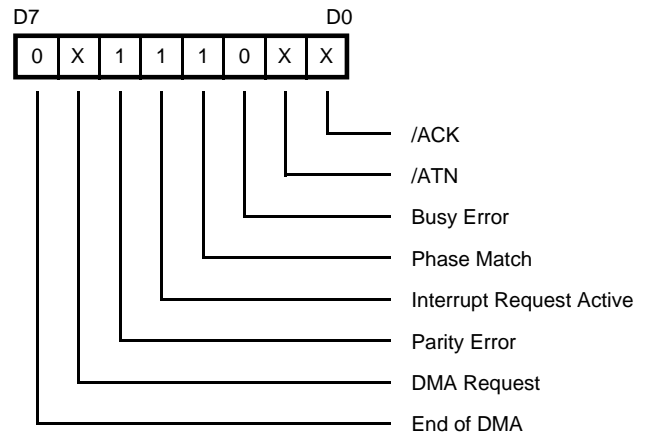 D7 D0
0 X 1 1 1 0 X X
/ACK
/ATN
Busy Error
Phase Match
Interrupt Request Active
Parity Error
DMA Request
End of DMA